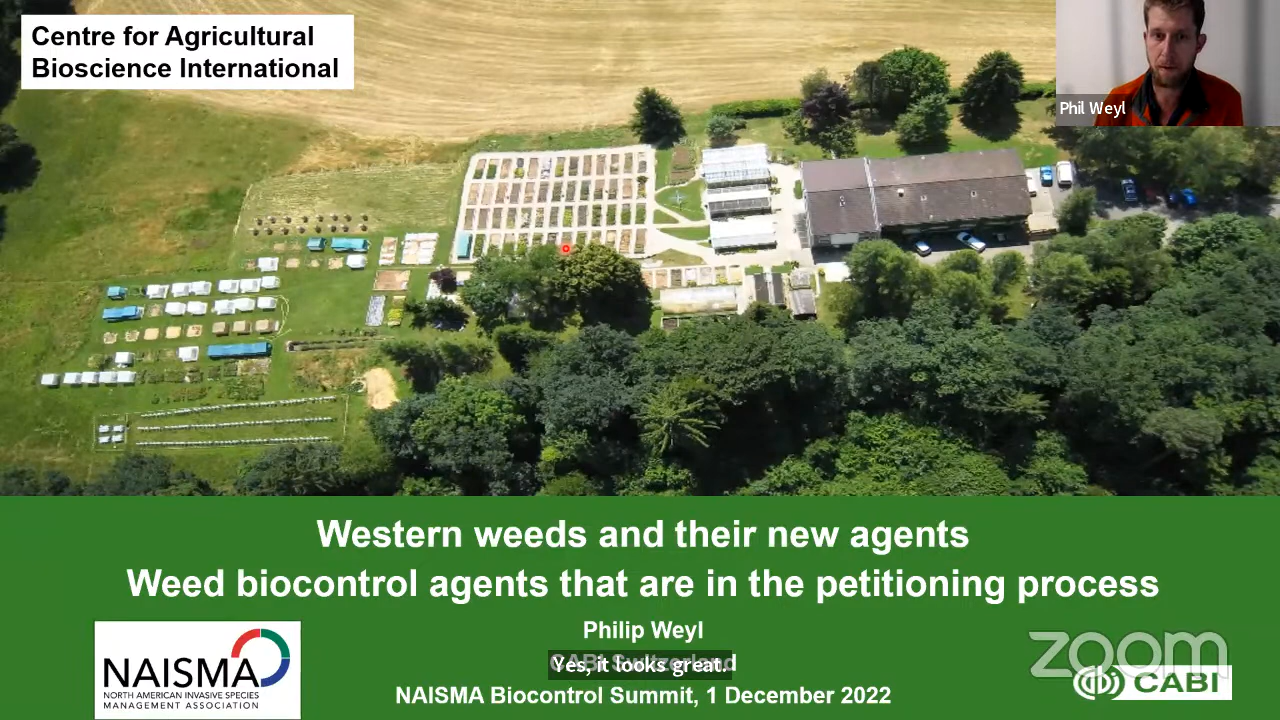 Centre for Agricultural
Bioscience International
Phil Weyl
Western weeds and their new agents
Weed biocontrol agents that are in the petitioning process
Philip Weyl
CABI Switzerland
Yes, it looks great.
NAISMA Biocontrol Summit, 1 December 2022
NAISMA
NORTH AMERICAN INVASIVE SPECIES
MANAGEMENT ASSOCIATION
zoom
CABI